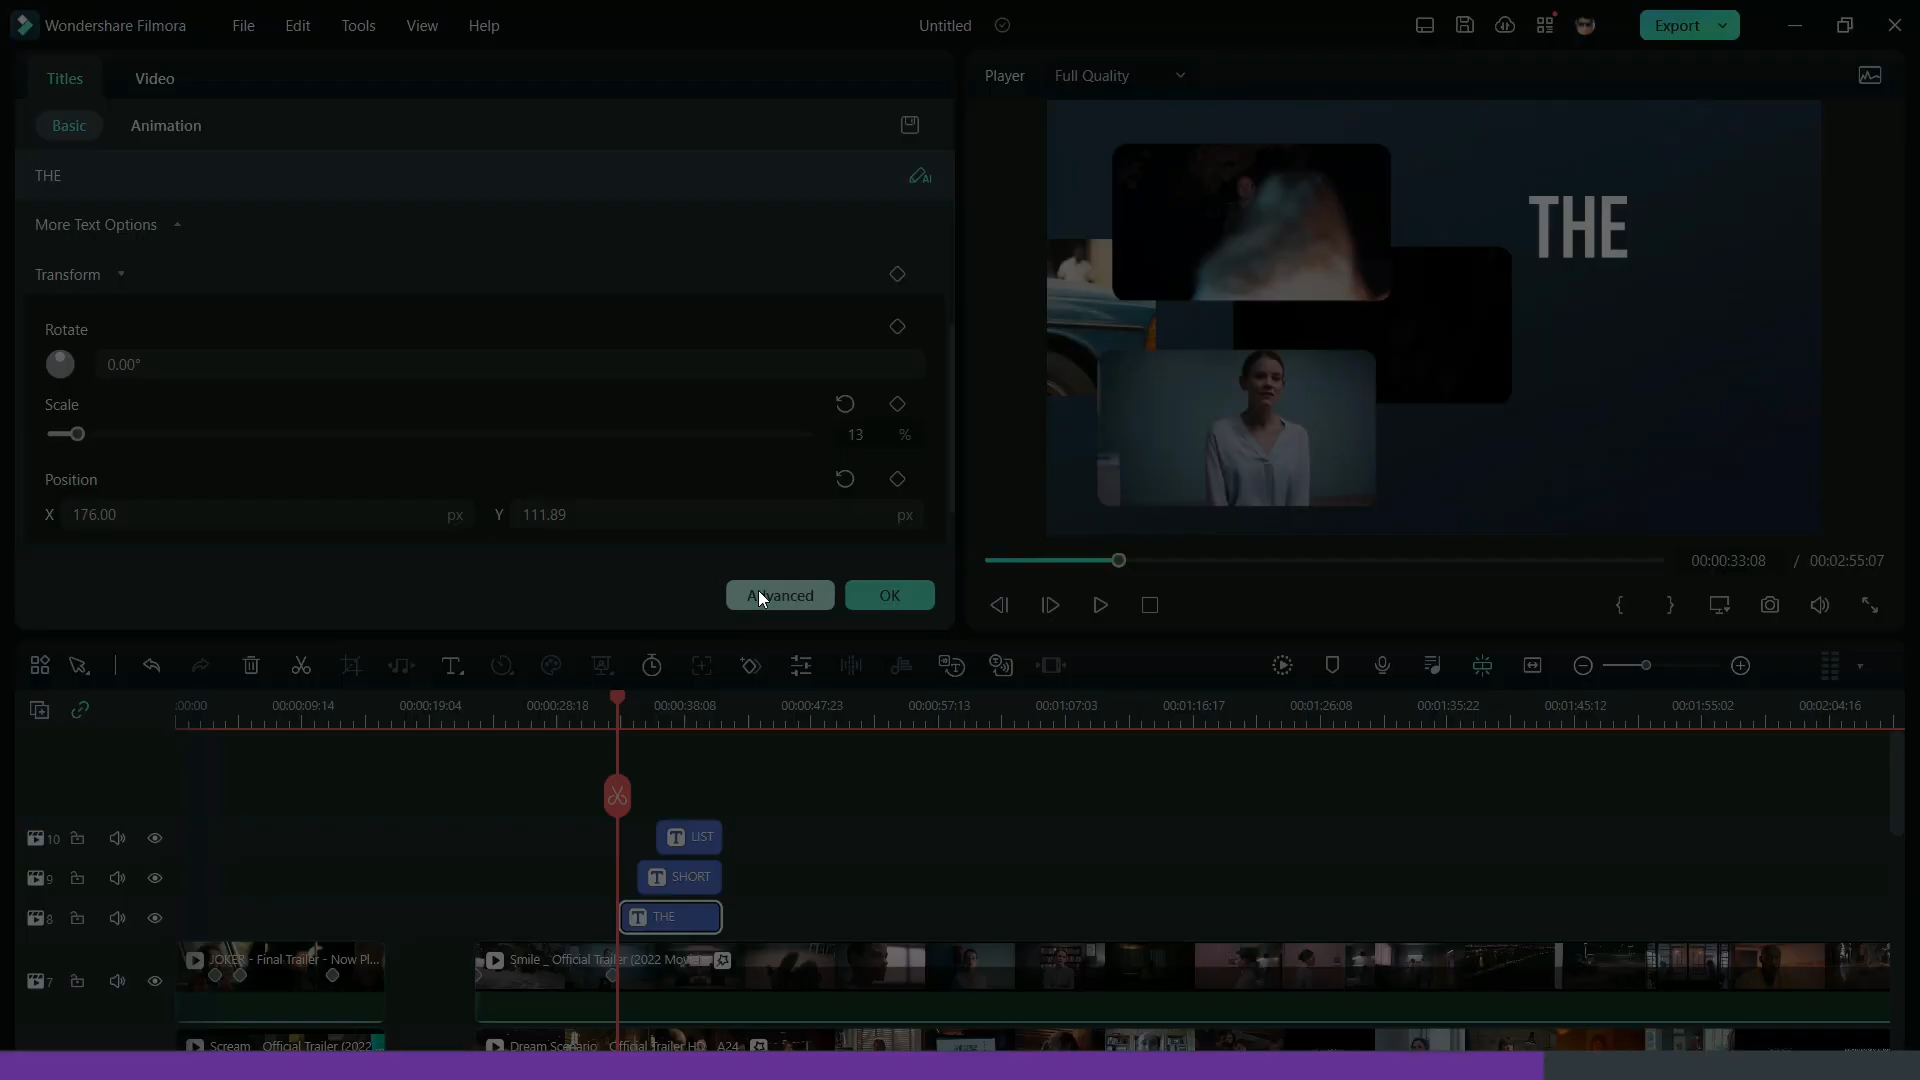 Wondershare Filmora File Edit Tools View Help Untitled Export
Titles Video
Player Full Quality
Basic Animation
THE
AI
More Text Options
Transform
Rotate
0.00°
Scale
13 %
Position
X 176.00 px Y 111.89 px
Advanced OK
THE
00:00:33:08 / 00:02:55:07
:00:00 00:00:09:14 00:00:19:04 00:00:28:18 00:00:38:08 00:00:47:23 00:00:57:13 00:01:07:03 00:01:16:17 00:01:26:08 00:01:35:22 00:01:45:12 00:01:55:02 00:02:04:16
10 LIST
9 SHORT
8 THE
JOKER - Final Trailer - Now Pl... Smile _ Official Trailer (2022 Movie)
7
Scream _ Official Trailer (2022 Dream Scenario _ Official Trailer HD _ A24